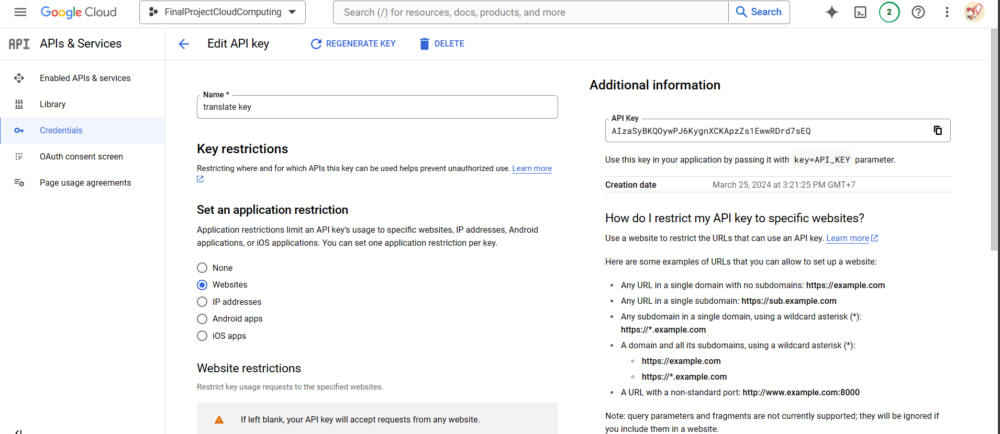 Google Cloud
FinalProjectCloudComputing
Search (/) for resources, docs, products, and more
Search
2
API APIs & Services
Edit API key
REGENERATE KEY
DELETE
Enabled APIs & services
Library
Credentials
OAuth consent screen
Page usage agreements
Name *
translate key
Key restrictions
Restricting where and for which APIs this key can be used helps prevent unauthorized use. Learn more
Set an application restriction
Application restrictions limit an API key’s usage to specific websites, IP addresses, Android
applications, or iOS applications. You can set one application restriction per key.
None
Websites
IP addresses
Android apps
iOS apps
Website restrictions
Restrict key usage requests to the specified websites.
If left blank, your API key will accept requests from any website.
Additional information
API Key
AIzaSyBKQOywPJ6KygnXCKApzZs1EwwRDrd7sEQ
Use this key in your application by passing it with key=API_KEY parameter.
Creation date March 25, 2024 at 3:21:25 PM GMT+7
How do I restrict my API key to specific websites?
Use a website to restrict the URLs that can use an API key. Learn more
Here are some examples of URLs that you can allow to set up a website:
• Any URL in a single domain with no subdomains: https://example.com
• Any URL in a single subdomain: https://sub.example.com
• Any subdomain in a single domain, using a wildcard asterisk (*):
https://*.example.com
• A domain and all its subdomains, using a wildcard asterisk (*):
◦ https://example.com
◦ https://*.example.com
• A URL with a non-standard port: http://www.example.com:8000
Note: query parameters and fragments are not currently supported; they will be ignored if
you include them in a website.